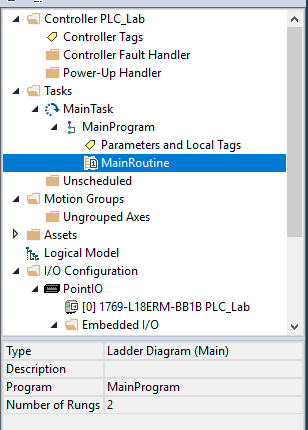 Controller PLC_Lab
Controller Tags
Controller Fault Handler
Power-Up Handler
Tasks
MainTask
MainProgram
Parameters and Local Tags
MainRoutine
Unscheduled
Motion Groups
Ungrouped Axes
Assets
Logical Model
I/O Configuration
PointIO
[0] 1769-L18ERM-BB1B PLC_Lab
Embedded I/O
Type Ladder Diagram (Main)
Description
Program MainProgram
Number of Rungs 2